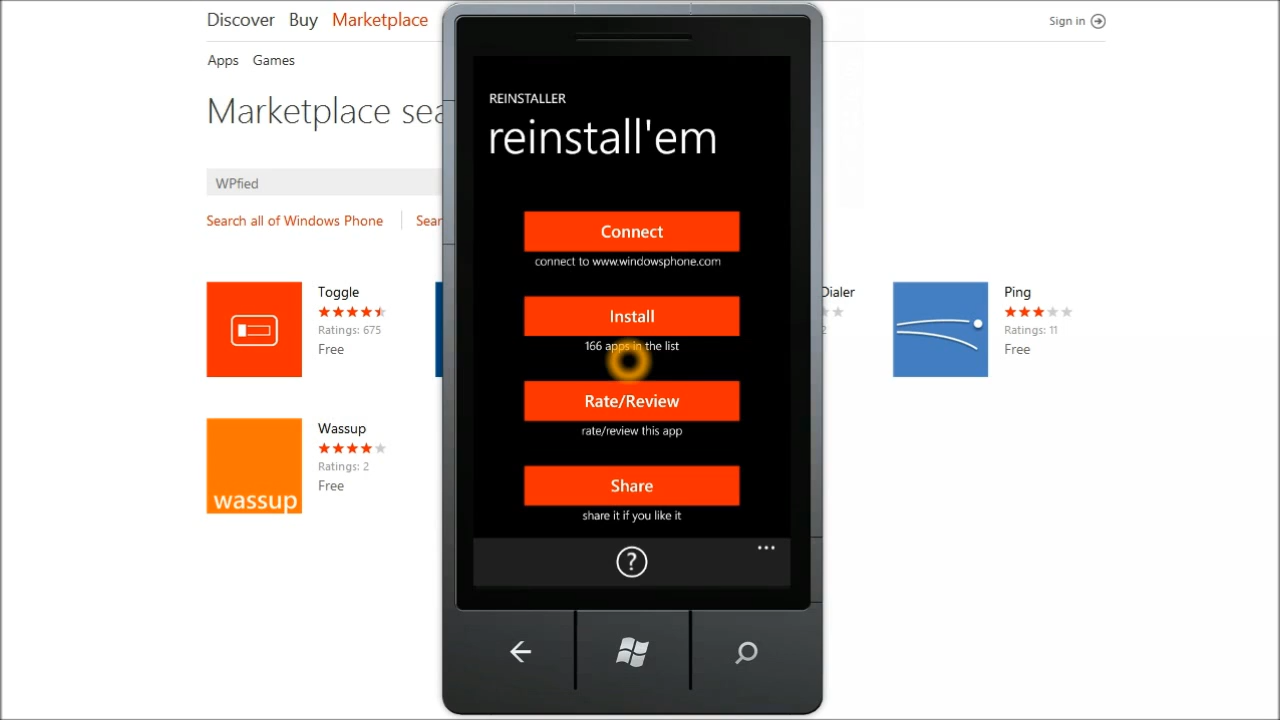 Discover Buy Marketplace
Sign in
Apps Games
Marketplace sea
WPfied
Search all of Windows Phone
Sear
Toggle
Ratings: 675
Free
Wassup
Ratings: 2
Free
wassup
REINSTALLER
reinstall'em
Connect
connect to www.windowsphone.com
Install
166 apps in the list
Rate/Review
rate/review this app
Share
share it if you like it
?
Dialer
2
Ping
Ratings: 11
Free